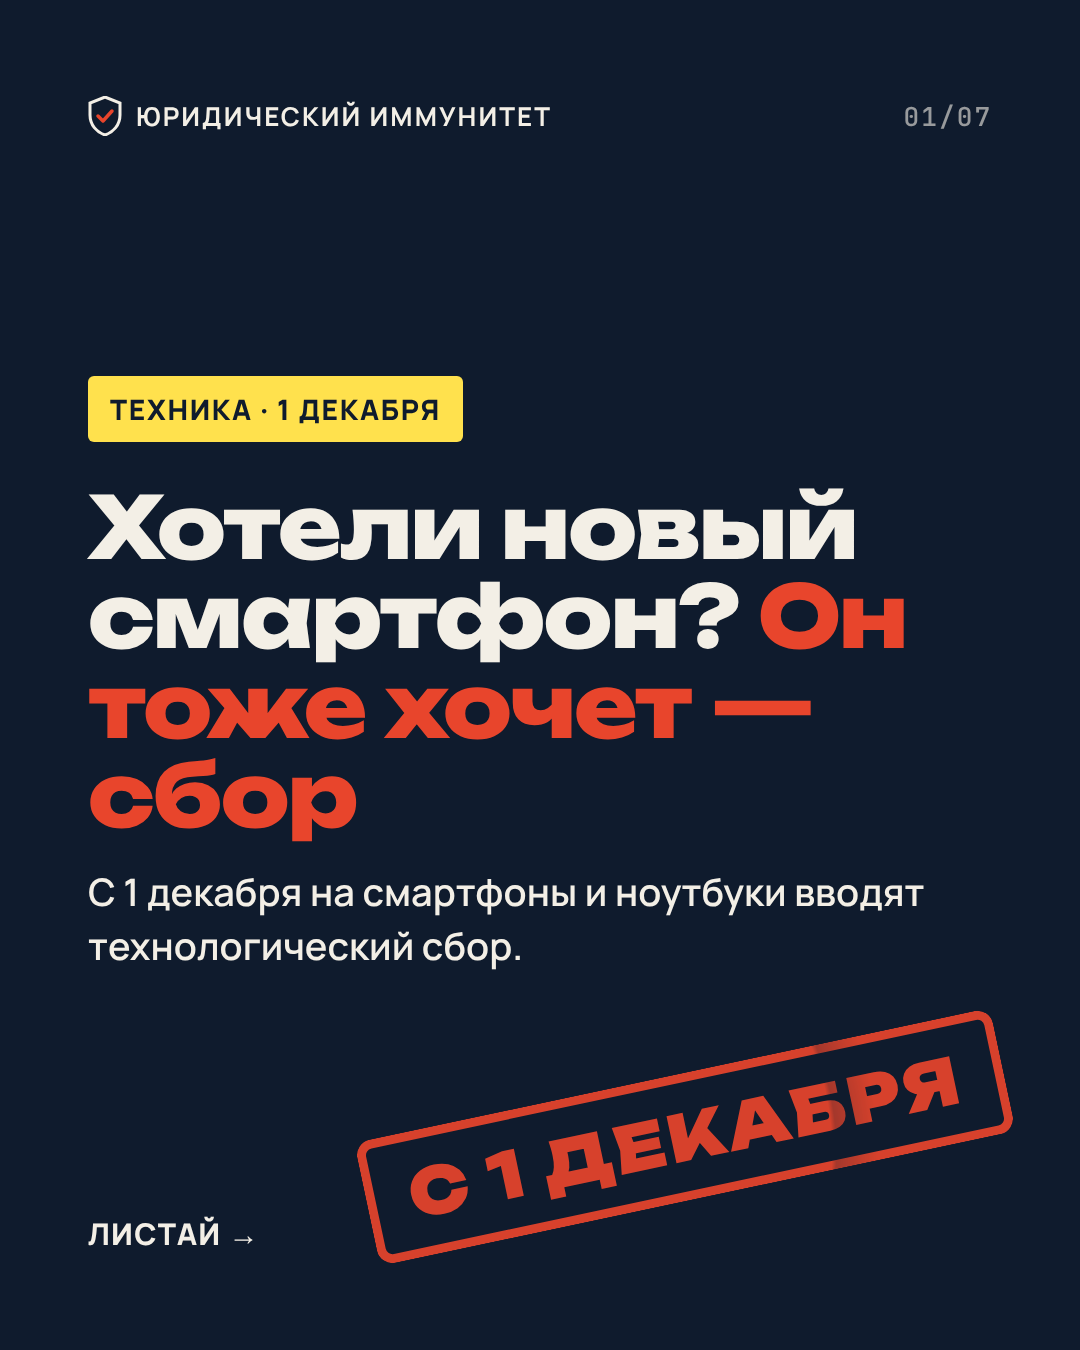 ЮРИДИЧЕСКИЙ ИММУНИТЕТ
01/07
ТЕХНИКА · 1 ДЕКАБРЯ
Хотели новый
смартфон? Он
тоже хочет —
сбор
С 1 декабря на смартфоны и ноутбуки вводят
технологический сбор.
С 1 ДЕКАБРЯ
ЛИСТАЙ →